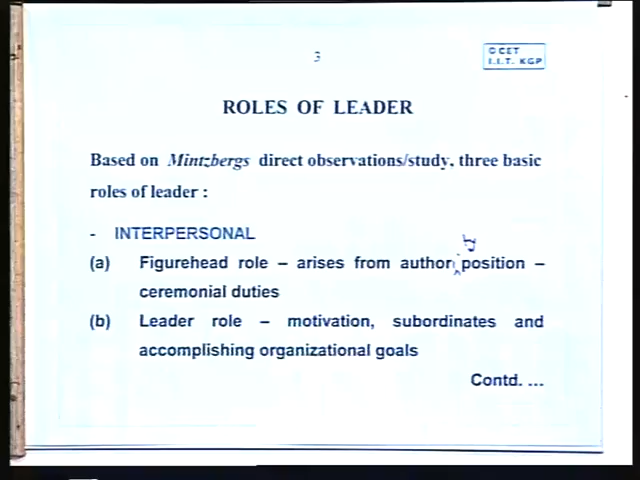 3
© CET
I.I.T. KGP
ROLES OF LEADER
Based on Mintzbergs direct observations/study, three basic
roles of leader :
- INTERPERSONAL
(a) Figurehead role – arises from author position –
ceremonial duties
(b) Leader role – motivation, subordinates and
accomplishing organizational goals
Contd. ...